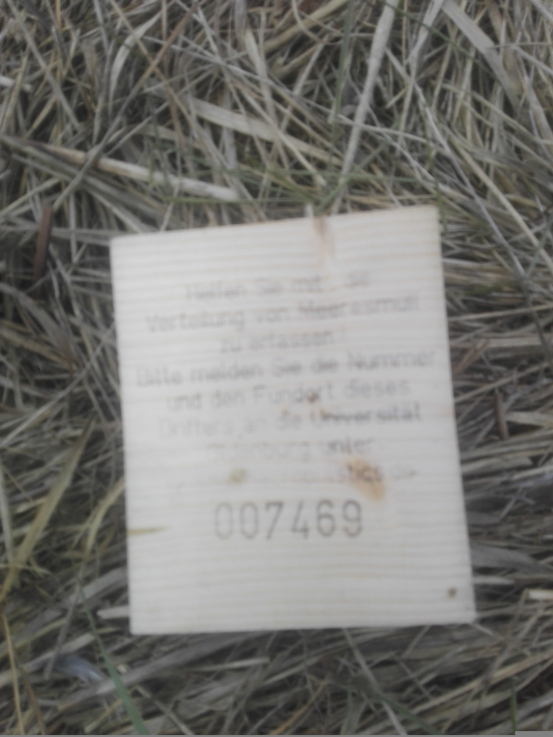 Helfen Sie mit die
Verteilung von Meeresmüll
zu erfassen
Bitte melden Sie die Nummer
und den Fundort dieses
Drifters an die Universität
unter
007469